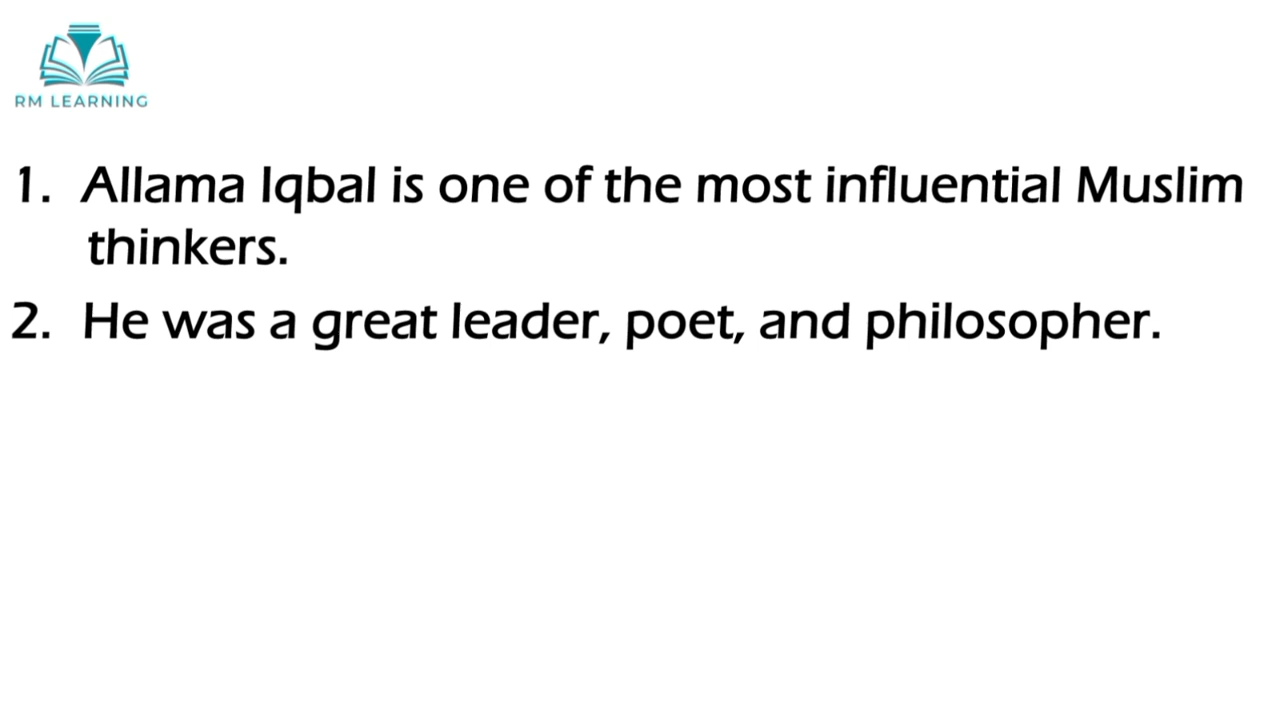 RM LEARNING
1. Allama Iqbal is one of the most influential Muslim
thinkers.
2. He was a great leader, poet, and philosopher.